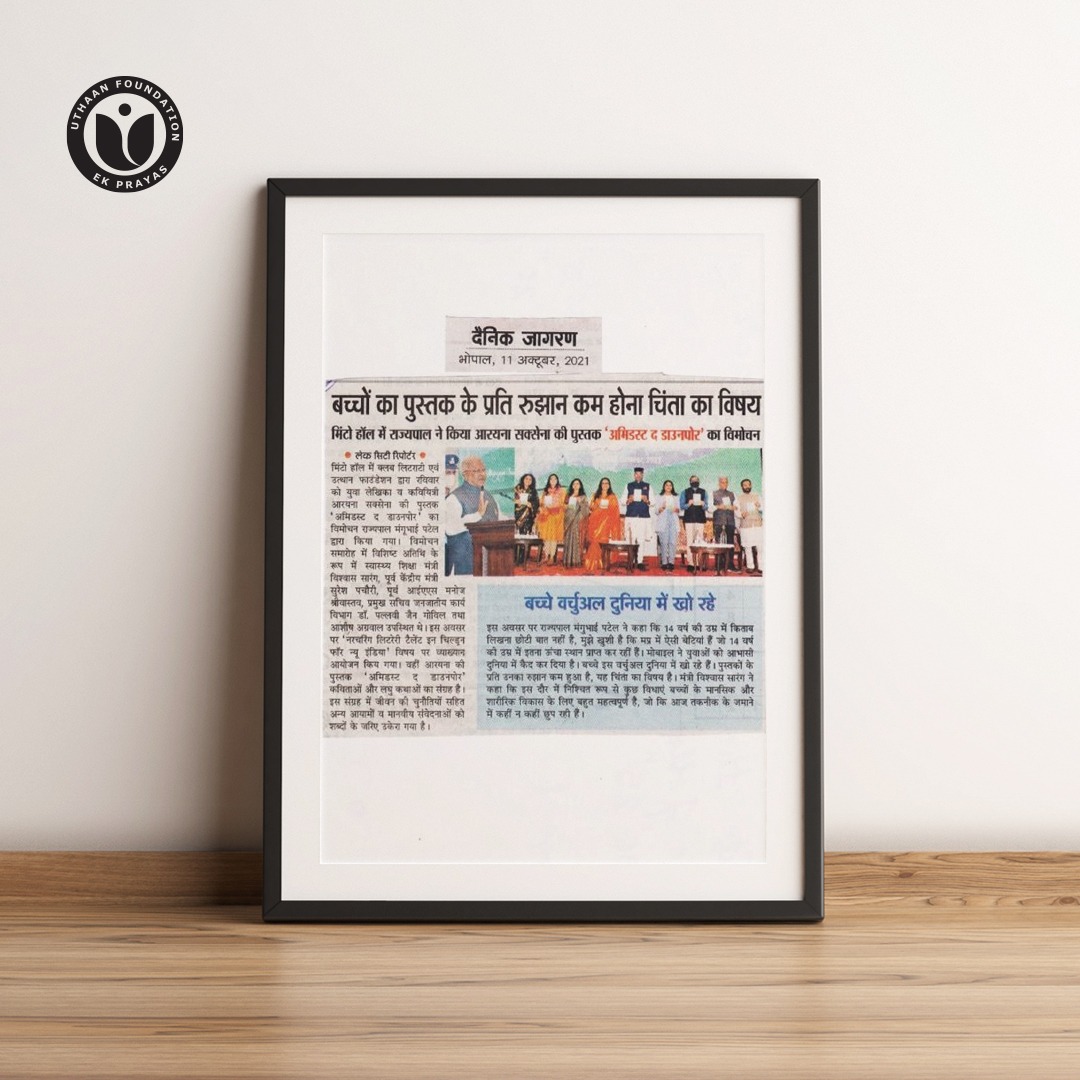 UTHAAN FOUNDATION
EK PRAYAS
दैनिक जागरण
भोपाल, 11 अक्टूबर, 2021
बच्चों का पुस्तक के प्रति रुझान कम होना चिंता का विषय
मिंटो हॉल में राज्यपाल ने किया आरयना सक्सेना की पुस्तक 'अमिडस्ट द डाउनपोर' का विमोचन
लेक सिटी रिपोर्टर
मिंटो हॉल में क्लब लिटराटी एवं
उत्थान फाउंडेशन द्वारा रविवार
को युवा लेखिका व कवियित्री
आरयना सक्सेना की पुस्तक
'अमिडस्ट द डाउनपोर' का
विमोचन राज्यपाल मंगूभाई पटेल
द्वारा किया गया। विमोचन
समारोह में विशिष्ट अतिथि के
रूप में स्वास्थ्य शिक्षा मंत्री
विश्वास सारंग, पूर्व केंद्रीय मंत्री
सुरेश पचौरी, पूर्व आईएएस मनोज
श्रीवास्तव, प्रमुख सचिव जनजातीय कार्य
विभाग डॉ. पल्लवी जैन गोविल तथा
आशीष अग्रवाल उपस्थित थे। इस अवसर
पर 'नरचरिंग लिटरेरी टैलेंट इन चिल्ड्रन
फॉर न्यू इंडिया' विषय पर व्याख्यान
आयोजन किय गया। वहीं आरयना की
पुस्तक 'अमिडस्ट द डाउनपोर'
कविताओं और लघु कथाओं का संग्रह है।
इस संग्रह में जीवन की चुनौतियों सहित
अन्य आयामों व मानवीय संवेदनाओं को
शब्दों के जरिए उकेरा गया है।
बच्चे वर्चुअल दुनिया में खो रहे
इस अवसर पर राज्यपाल मंगुभाई पटेल ने कहा कि 14 वर्ष की उम्र में किताब
लिखना छोटी बात नहीं है, मुझे खुशी है कि मप्र में ऐसी बेटियां हैं जो 14 वर्ष
की उम्र में इतना ऊंचा स्थान प्राप्त कर रहीं हैं। मोबाइल ने युवाओं को आभासी
दुनिया में कैद कर दिया है। बच्चे इस वर्चुअल दुनिया में खो रहे हैं। पुस्तकों के
प्रति उनका रुझान कम हुआ है, यह चिंता का विषय है। मंत्री विश्वास सारंग ने
कहा कि इस दौर में निश्चित रूप से कुछ विधाएं बच्चों के मानसिक और
शारीरिक विकास के लिए बहुत महत्वपूर्ण है, जो कि आज तकनीक के जमाने
में कहीं न कहीं छुप रही हैं।